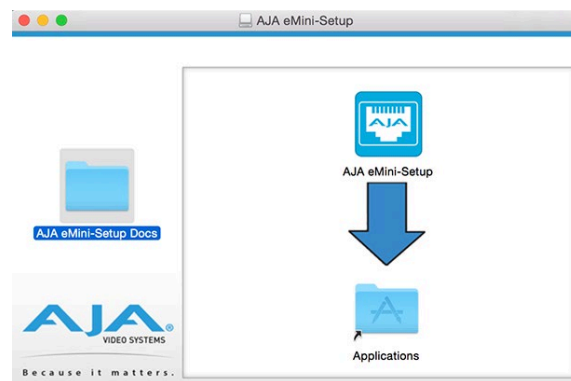 AJA eMini-Setup
AJA
AJA eMini-Setup
AJA eMini-Setup Docs
AJA®
VIDEO SYSTEMS
Because it matters.
Applications